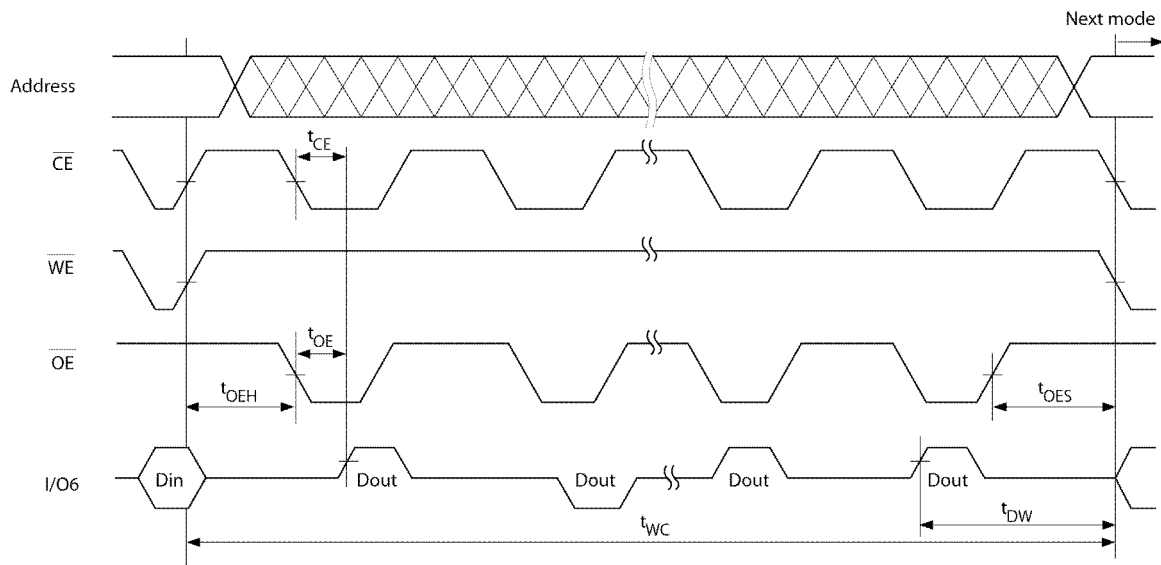 Next mode
Address
tCE
CE
WE
tOE
OE
tOEH
tOES
I/O6
Din
Dout
Dout
Dout
Dout
tDW
tWC